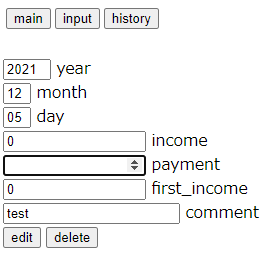 main input history
2021 year
12 month
05 day
0 income
payment
0 first_income
test comment
edit delete